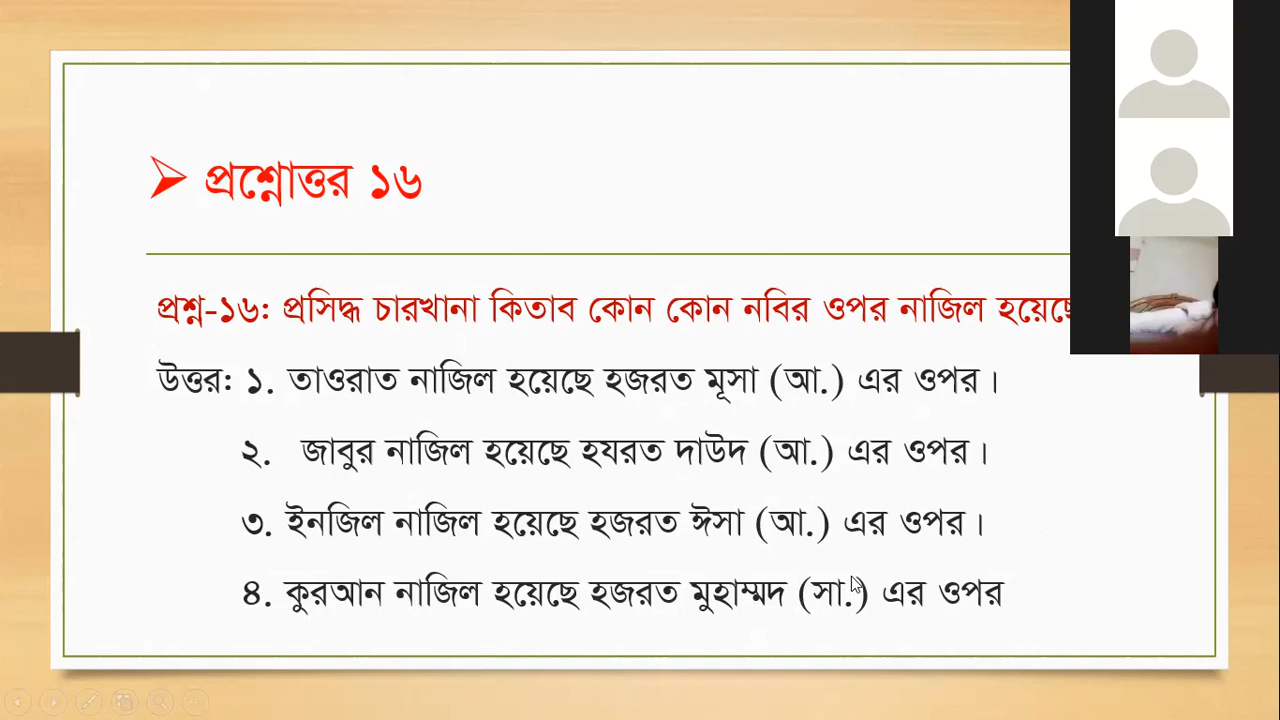 প্রশ্নোত্তর ১৬
প্রশ্ন-১৬: প্রসিদ্ধ চারখানা কিতাব কোন কোন নবির ওপর নাজিল হয়েছে
উত্তর: ১. তাওরাত নাজিল হয়েছে হজরত মূসা (আ.) এর ওপর।
২. জাবুর নাজিল হয়েছে হযরত দাউদ (আ.) এর ওপর।
৩. ইনজিল নাজিল হয়েছে হজরত ঈসা (আ.) এর ওপর।
৪. কুরআন নাজিল হয়েছে হজরত মুহাম্মদ (সা.) এর ওপর